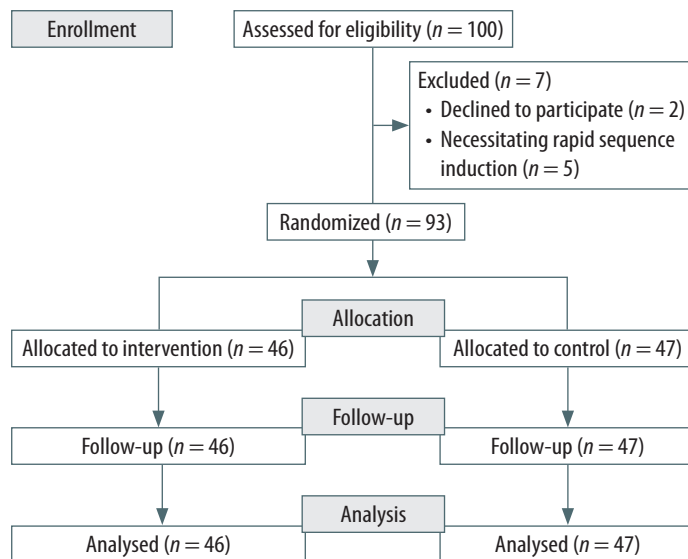 Enrollment
Assessed for eligibility (n = 100)
Excluded (n = 7)
• Declined to participate (n = 2)
• Necessitating rapid sequence
induction (n = 5)
Randomized (n = 93)
Allocation
Allocated to intervention (n = 46)
Allocated to control (n = 47)
Follow-up
Follow-up (n = 46)
Follow-up (n = 47)
Analysis
Analysed (n = 46)
Analysed (n = 47)